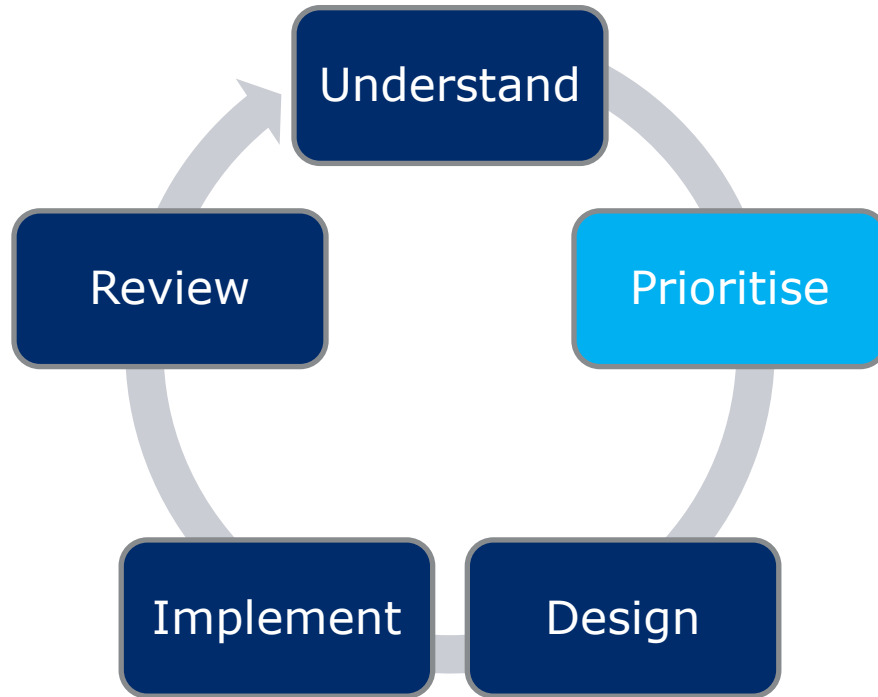 Understand
Prioritise
Design
Implement
Review